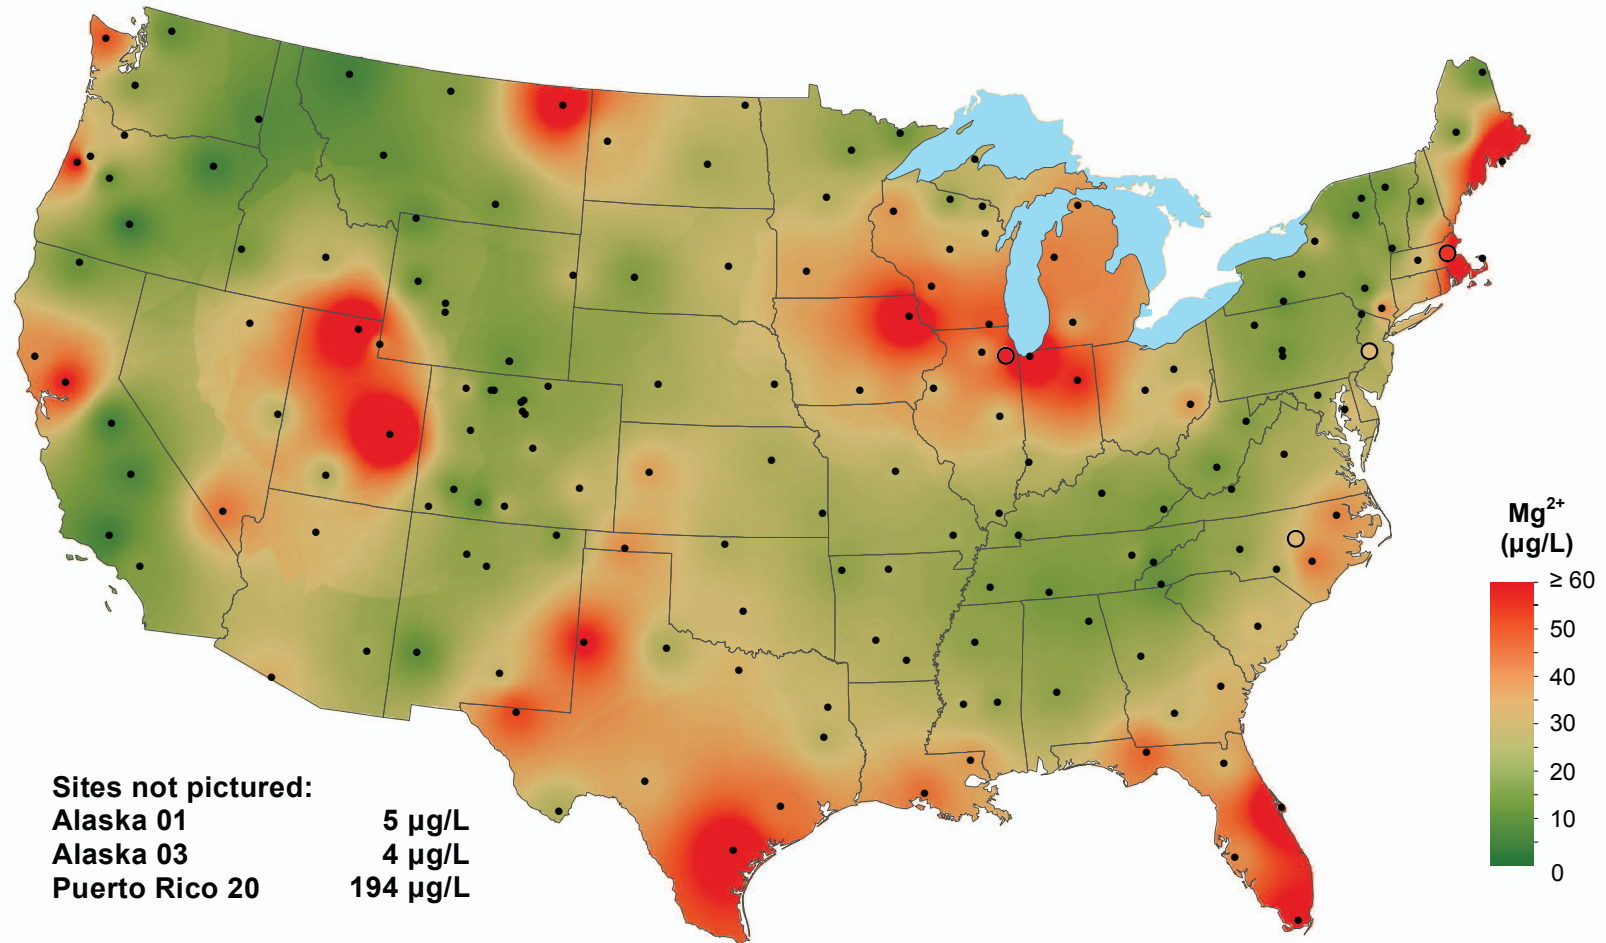 Mg2+
(µg/L)
≥ 60
50
40
30
20
10
0
Sites not pictured:
Alaska 01 5 µg/L
Alaska 03 4 µg/L
Puerto Rico 20 194 µg/L